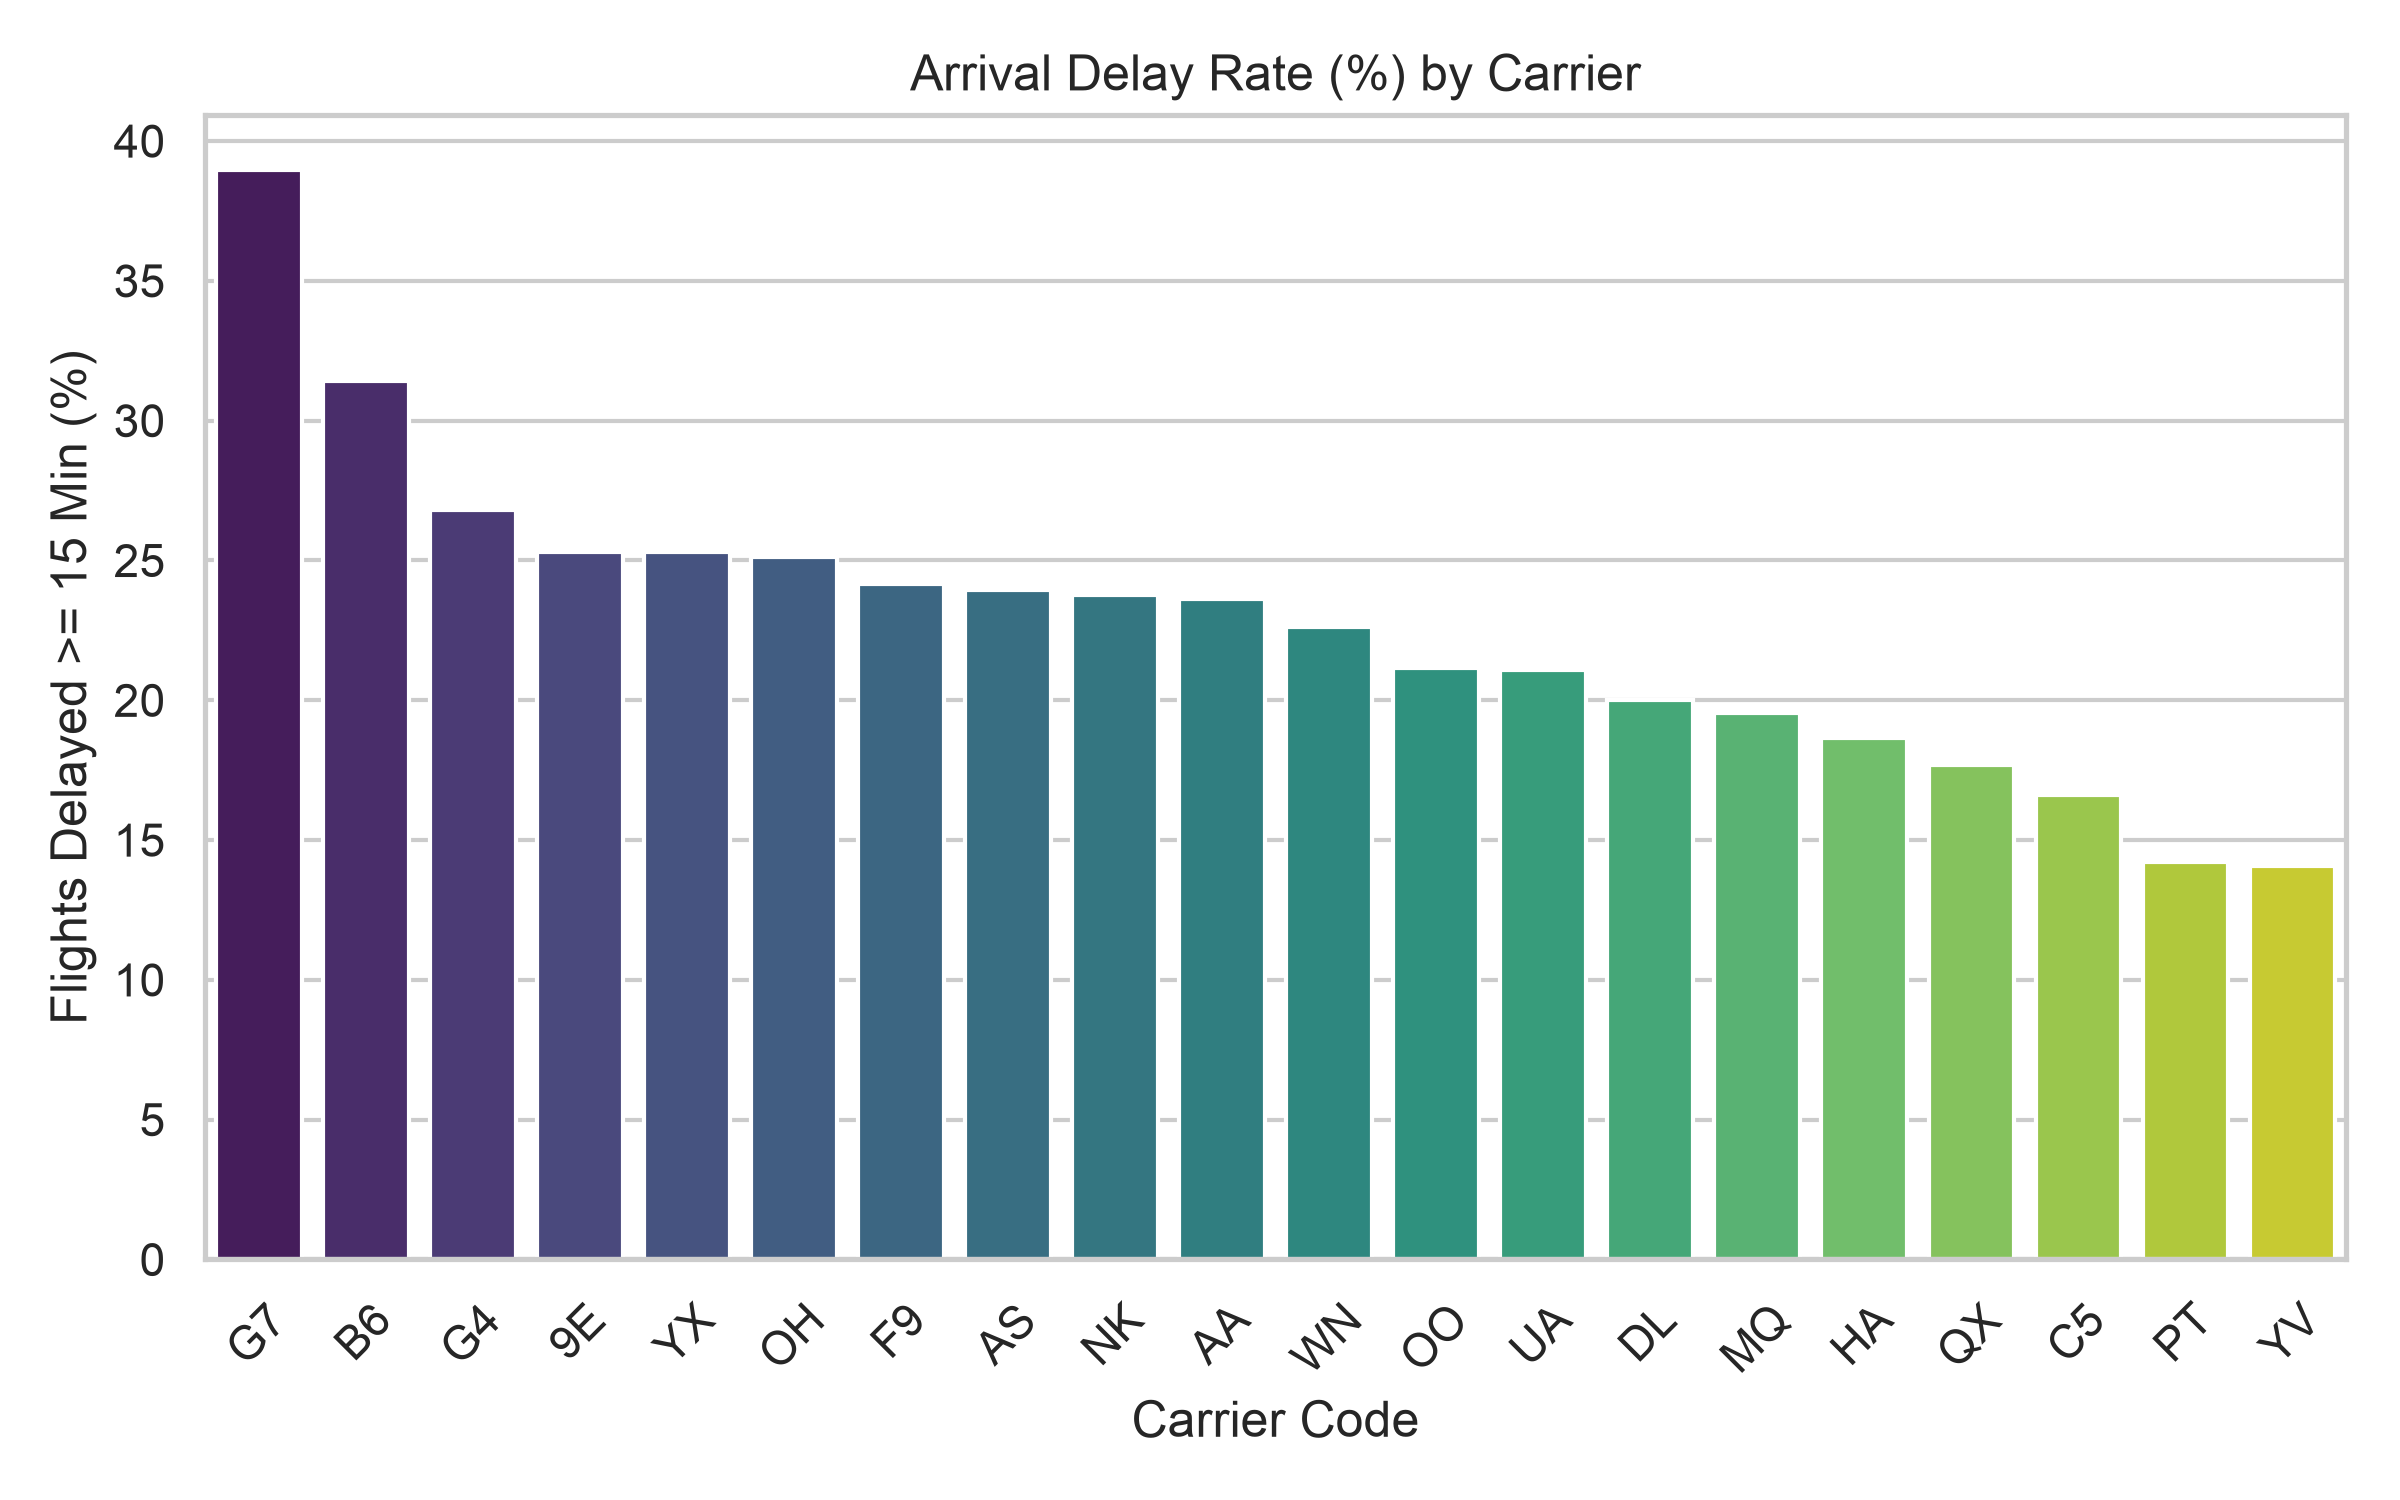 Arrival Delay Rate (%) by Carrier
Flights Delayed >= 15 Min (%)
40
35
30
25
20
15
10
5
0
G7 B6 G4 9E YX OH F9 AS NK AA WN OO UA DL MQ HA QX C5 PT YV
Carrier Code